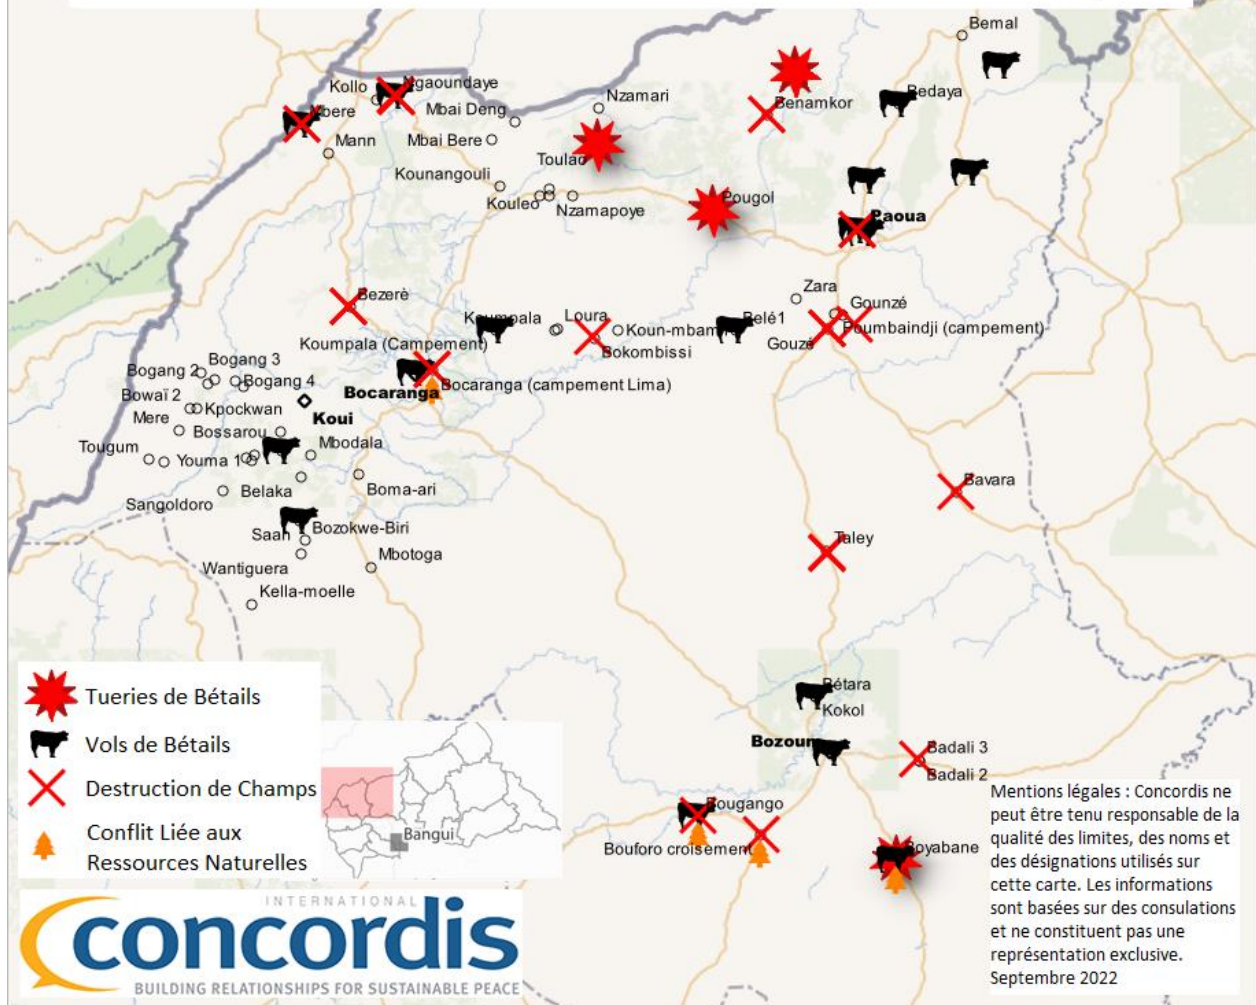 Bemal
Kollo
Ngaoundaye
Bedaya
Mbai Deng
Nzamari
Benamkor
Mbere
Mann
Mbai Bere
Toulao
Kounangouli
Kouleo
Nzamapoye
Pougol
Paoua
Bezerè
Zara
Gounzé
Koumpala
Loura
Koun-mbam
Belé1
Poumbaindji (campement)
Koumpala (Campement)
Bokombissi
Gouzé
Bogang 3
Bogang 2
Bogang 4
Bocaranga (campement Lima)
Bowaï 2
Kpockwan
Bocaranga
Mere
Koui
Bossarou
Mbodala
Tougum
Youma 1
Belaka
Boma-ari
Bavara
Sangoldoro
Bozokwe-Biri
Saah
Taley
Wantiguera
Mbotoga
Kella-moelle
Bétara
Kokol
Bozoum
Badali 3
Badali 2
Bougango
Bouforo croisement
Boyabane
Tueries de Bétails
Vols de Bétails
Destruction de Champs
Conflit Liée aux
Ressources Naturelles
Bangui
Mentions légales : Concordis ne
peut être tenu responsable de la
qualité des limites, des noms et
des désignations utilisés sur
cette carte. Les informations
sont basées sur des consulations
et ne constituent pas une
représentation exclusive.
Septembre 2022
INTERNATIONAL
concordis
BUILDING RELATIONSHIPS FOR SUSTAINABLE PEACE